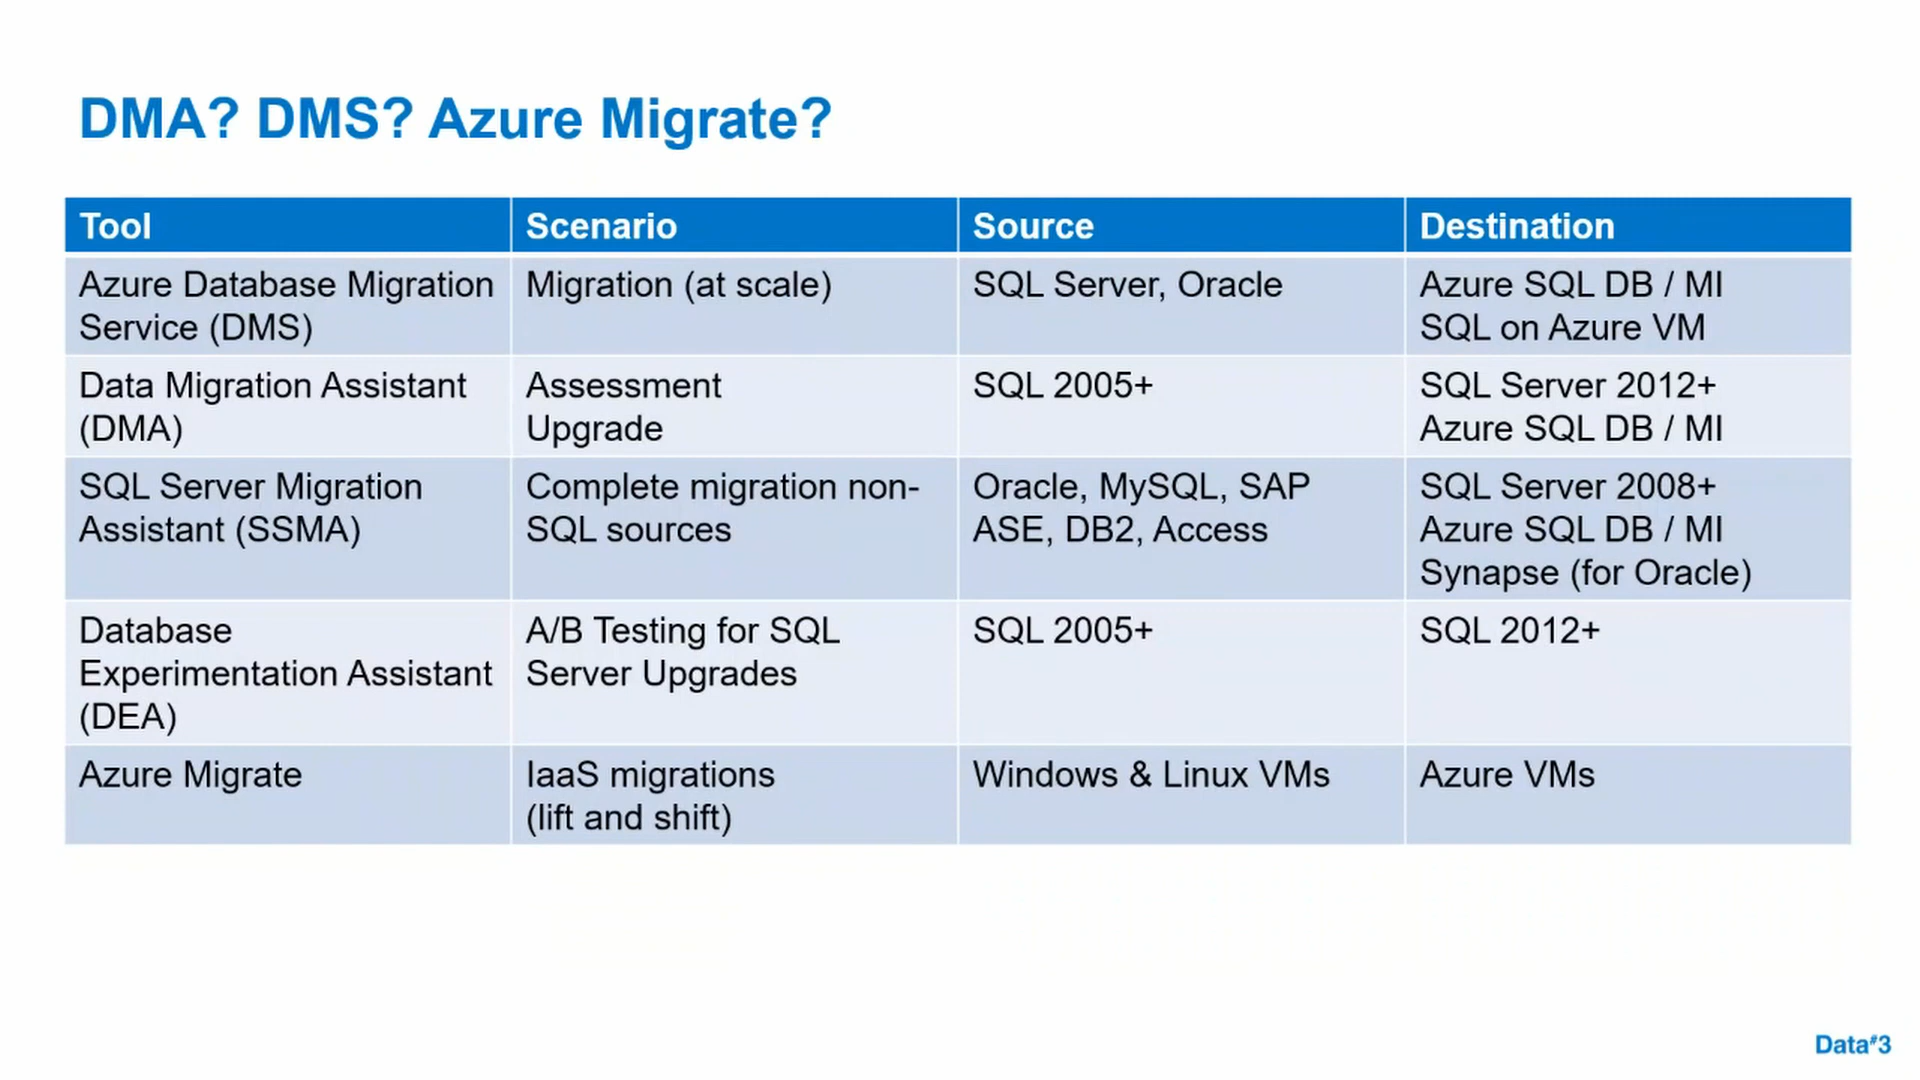 DMA? DMS? Azure Migrate?
Tool Scenario Source Destination
Azure Database Migration Service (DMS) Migration (at scale) SQL Server, Oracle Azure SQL DB / MI SQL on Azure VM
Data Migration Assistant (DMA) Assessment Upgrade SQL 2005+ SQL Server 2012+ Azure SQL DB / MI
SQL Server Migration Assistant (SSMA) Complete migration non-SQL sources Oracle, MySQL, SAP ASE, DB2, Access SQL Server 2008+ Azure SQL DB / MI Synapse (for Oracle)
Database Experimentation Assistant (DEA) A/B Testing for SQL Server Upgrades SQL 2005+ SQL 2012+
Azure Migrate IaaS migrations (lift and shift) Windows & Linux VMs Azure VMs
Data#3